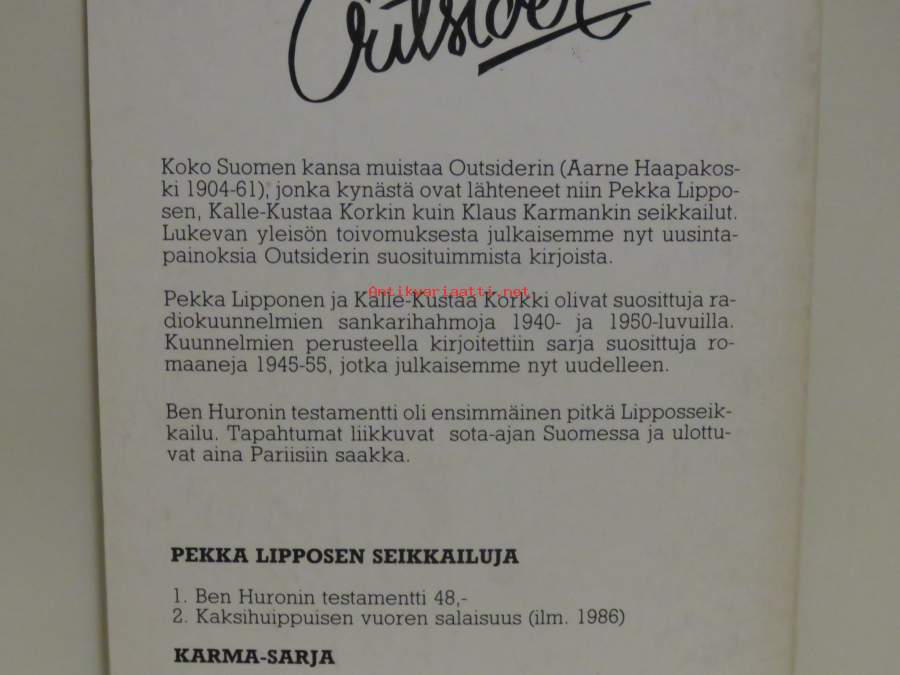 Outsider
Koko Suomen kansa muistaa Outsiderin (Aarne Haapakos-
ki 1904-61), jonka kynästä ovat lähteneet niin Pekka Lippo-
sen, Kalle-Kustaa Korkin kuin Klaus Karmankin seikkailut.
Lukevan yleisön toivomuksesta julkaisemme nyt uusinta-
painoksia Outsiderin suosituimmista kirjoista.
Antikvariaatti.net
Pekka Lipponen ja Kalle-Kustaa Korkki olivat suosittuja ra-
diokuunnelmien sankarihahmoja 1940- ja 1950-luvuilla.
Kuunnelmien perusteella kirjoitettiin sarja suosittuja ro-
maaneja 1945-55, jotka julkaisemme nyt uudelleen.
Ben Huronin testamentti oli ensimmäinen pitkä Lipposseik-
kailu. Tapahtumat liikkuvat sota-ajan Suomessa ja ulottu-
vat aina Pariisiin saakka.
PEKKA LIPPOSEN SEIKKAILUJA
1. Ben Huronin testamentti 48,-
2. Kaksihuippuisen vuoren salaisuus (ilm. 1986)
KARMA-SARJA